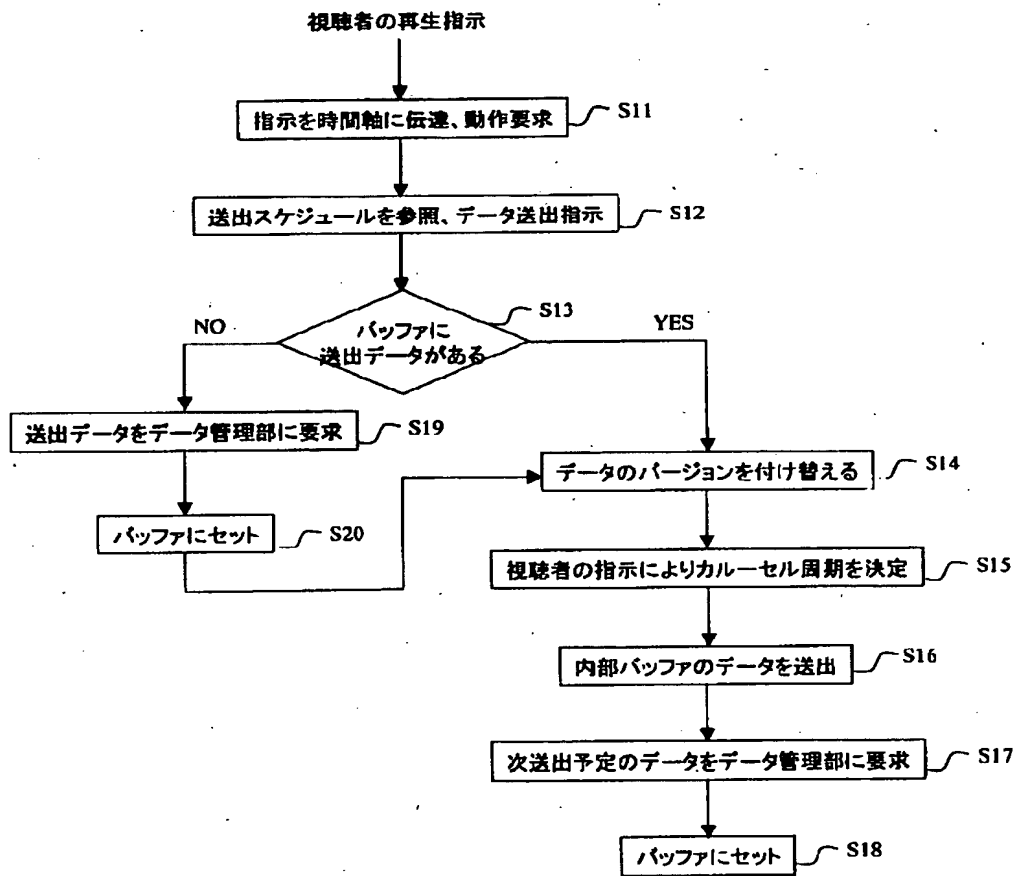 視聴者の再生指示
指示を時間軸に伝達、動作要求
S11
送出スケジュールを参照、データ送出指示
S12
バッファに
送出データがある
S13
NO
YES
送出データをデータ管理部に要求
S19
バッファにセット
S20
データのバージョンを付け替える
S14
視聴者の指示によりカルーセル周期を決定
S15
内部バッファのデータを送出
S16
次送出予定のデータをデータ管理部に要求
S17
バッファにセット
S18